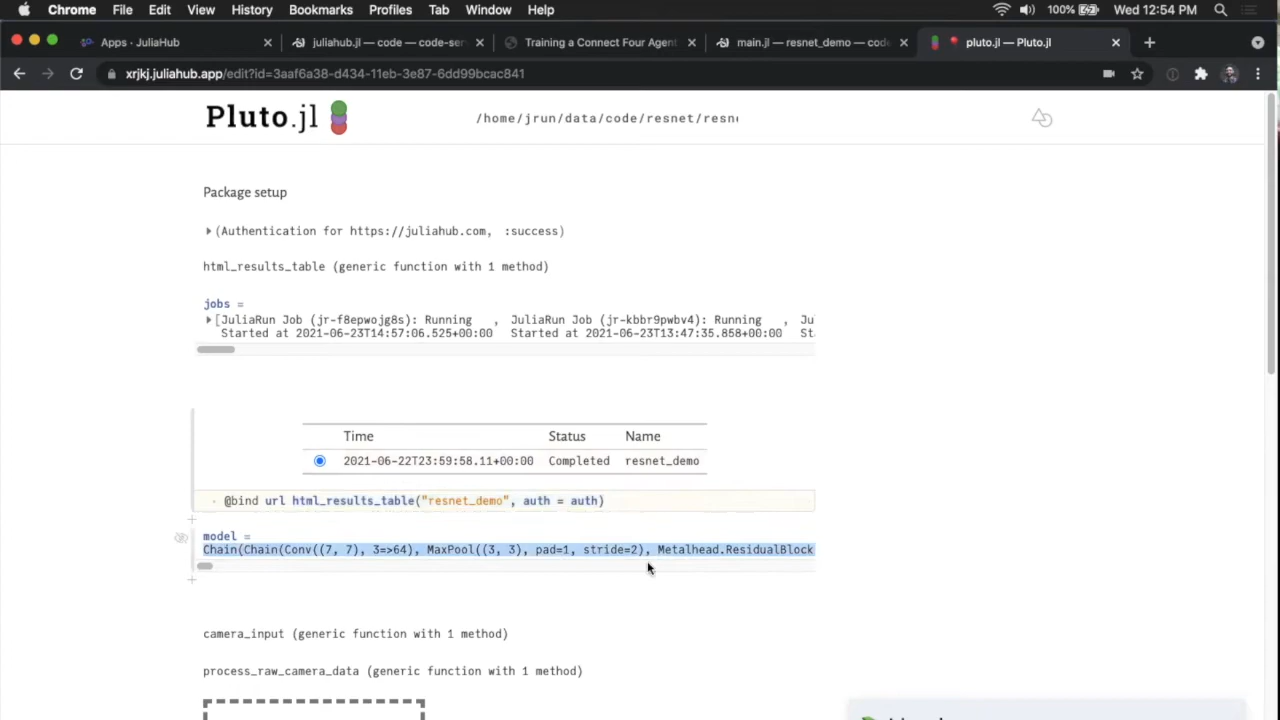 Chrome File Edit View History Bookmarks Profiles Tab Window Help 100% Wed 12:54 PM
Apps · JuliaHub juliahub.jl — code — code-ser Training a Connect Four Agent main.jl — resnet_demo — code pluto.jl — Pluto.jl
xrjkj.juliahub.app/edit?id=3aaf6a38-d434-11eb-3e87-6dd99bcac841
Pluto.jl /home/jrun/data/code/resnet/resn
Package setup
(Authentication for https://juliahub.com, :success)
html_results_table (generic function with 1 method)
jobs =
[JuliaRun Job (jr-f8epwojg8s): Running , JuliaRun Job (jr-kbbr9pwbv4): Running , Ju
Started at 2021-06-23T14:57:06.525+00:00 Started at 2021-06-23T13:47:35.858+00:00 St
Time Status Name
2021-06-22T23:59:58.11+00:00 Completed resnet_demo
@bind url html_results_table("resnet_demo", auth = auth)
model =
Chain(Chain(Conv((7, 7), 3=>64), MaxPool((3, 3), pad=1, stride=2), Metalhead.ResidualBlock
camera_input (generic function with 1 method)
process_raw_camera_data (generic function with 1 method)